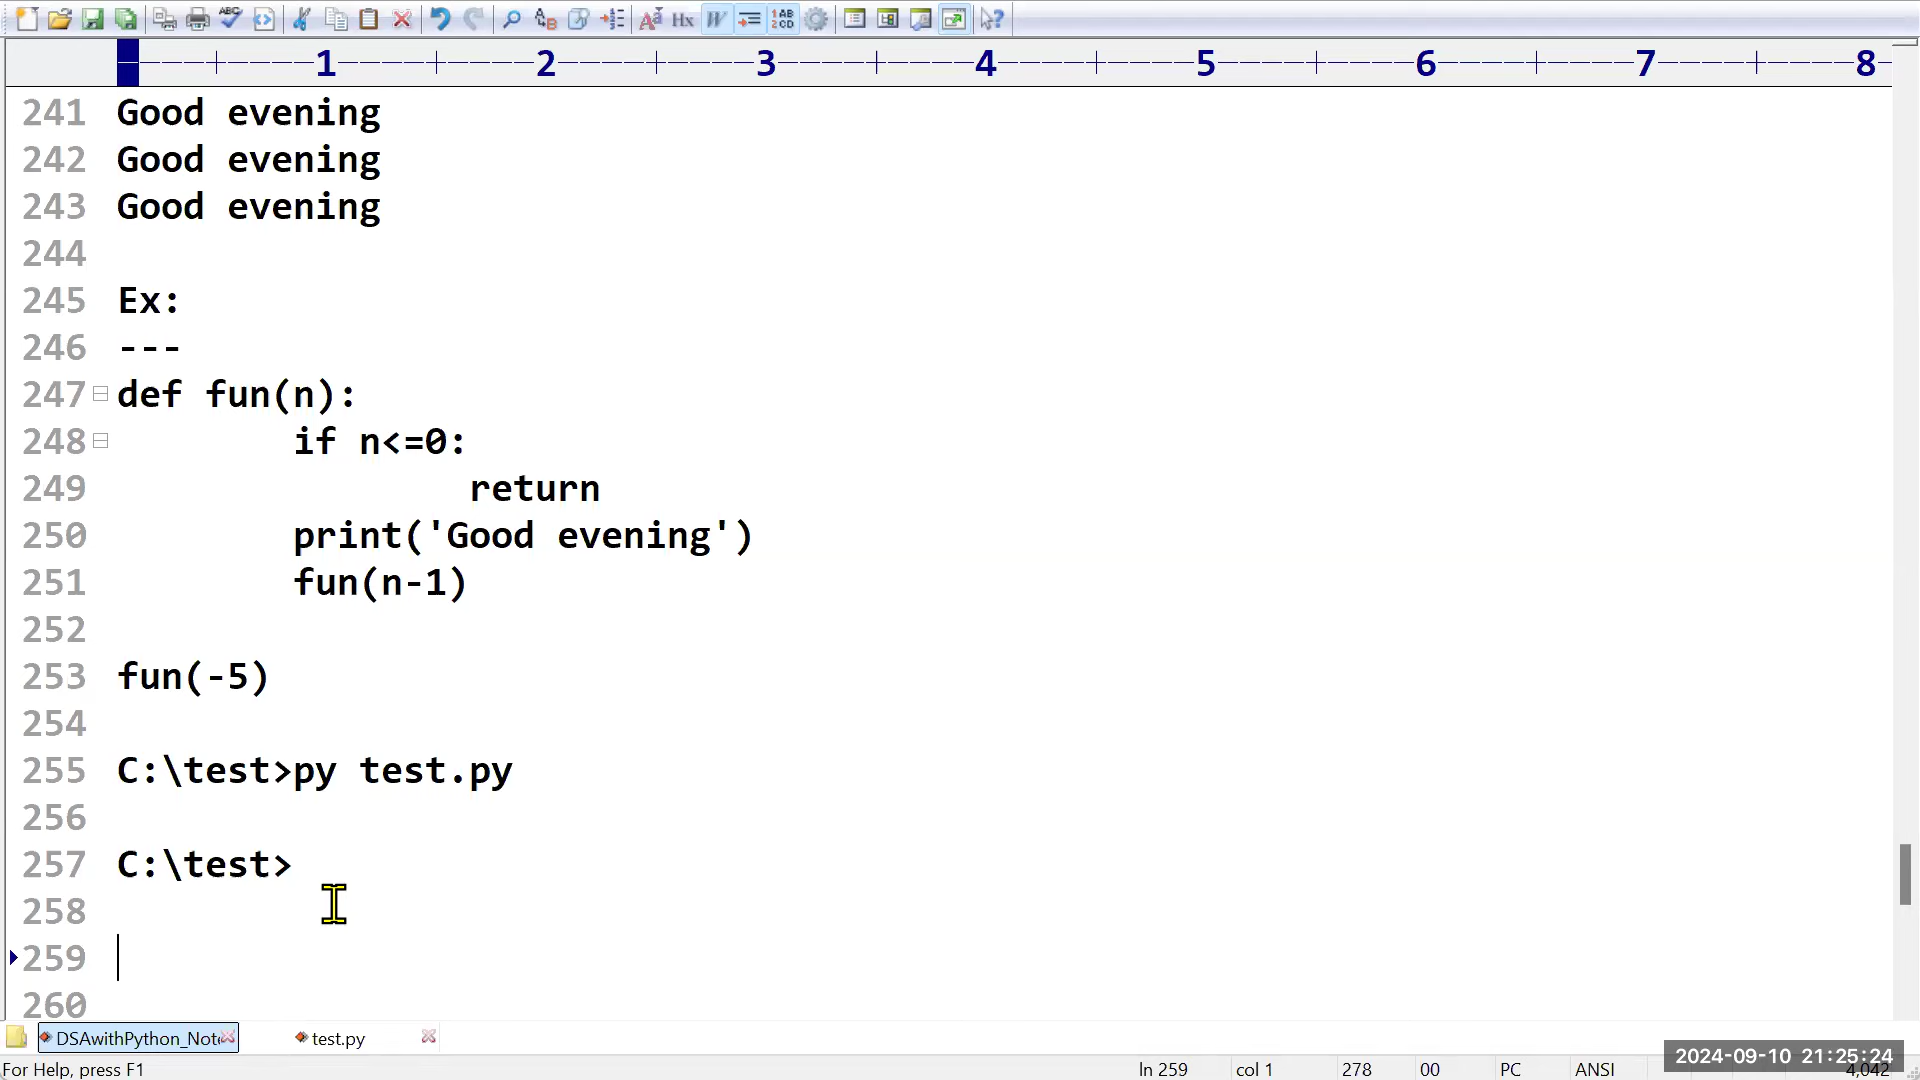 1 2 3 4 5 6 7 8
241 Good evening
242 Good evening
243 Good evening
244
245 Ex:
246 ---
247 def fun(n):
248 if n<=0:
249 return
250 print('Good evening')
251 fun(n-1)
252
253 fun(-5)
254
255 C:\test>py test.py
256
257 C:\test>
258
259
260
DSAwithPython_Note test.py
For Help, press F1 ln 259 col 1 278 00 PC ANSI 4,042
2024-09-10 21:25:24